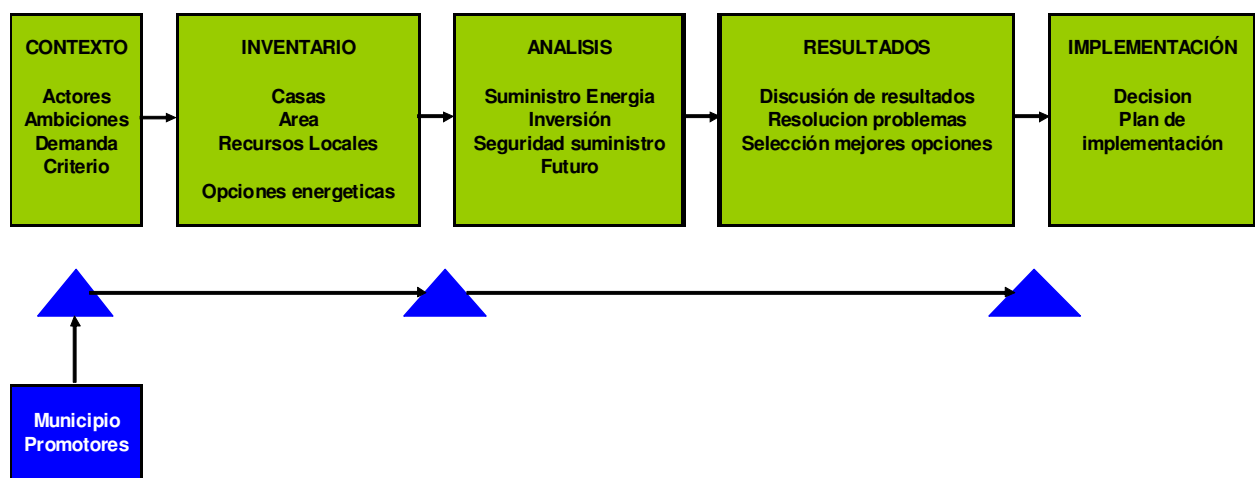 CONTEXTO
Actores
Ambiciones
Demanda
Criterio
INVENTARIO
Casas
Area
Recursos Locales
Opciones energeticas
ANALISIS
Suministro Energia
Inversión
Seguridad suministro
Futuro
RESULTADOS
Discusión de resultados
Resolucion problemas
Selección mejores opciones
IMPLEMENTACIÓN
Decision
Plan de
implementación
Municipio
Promotores